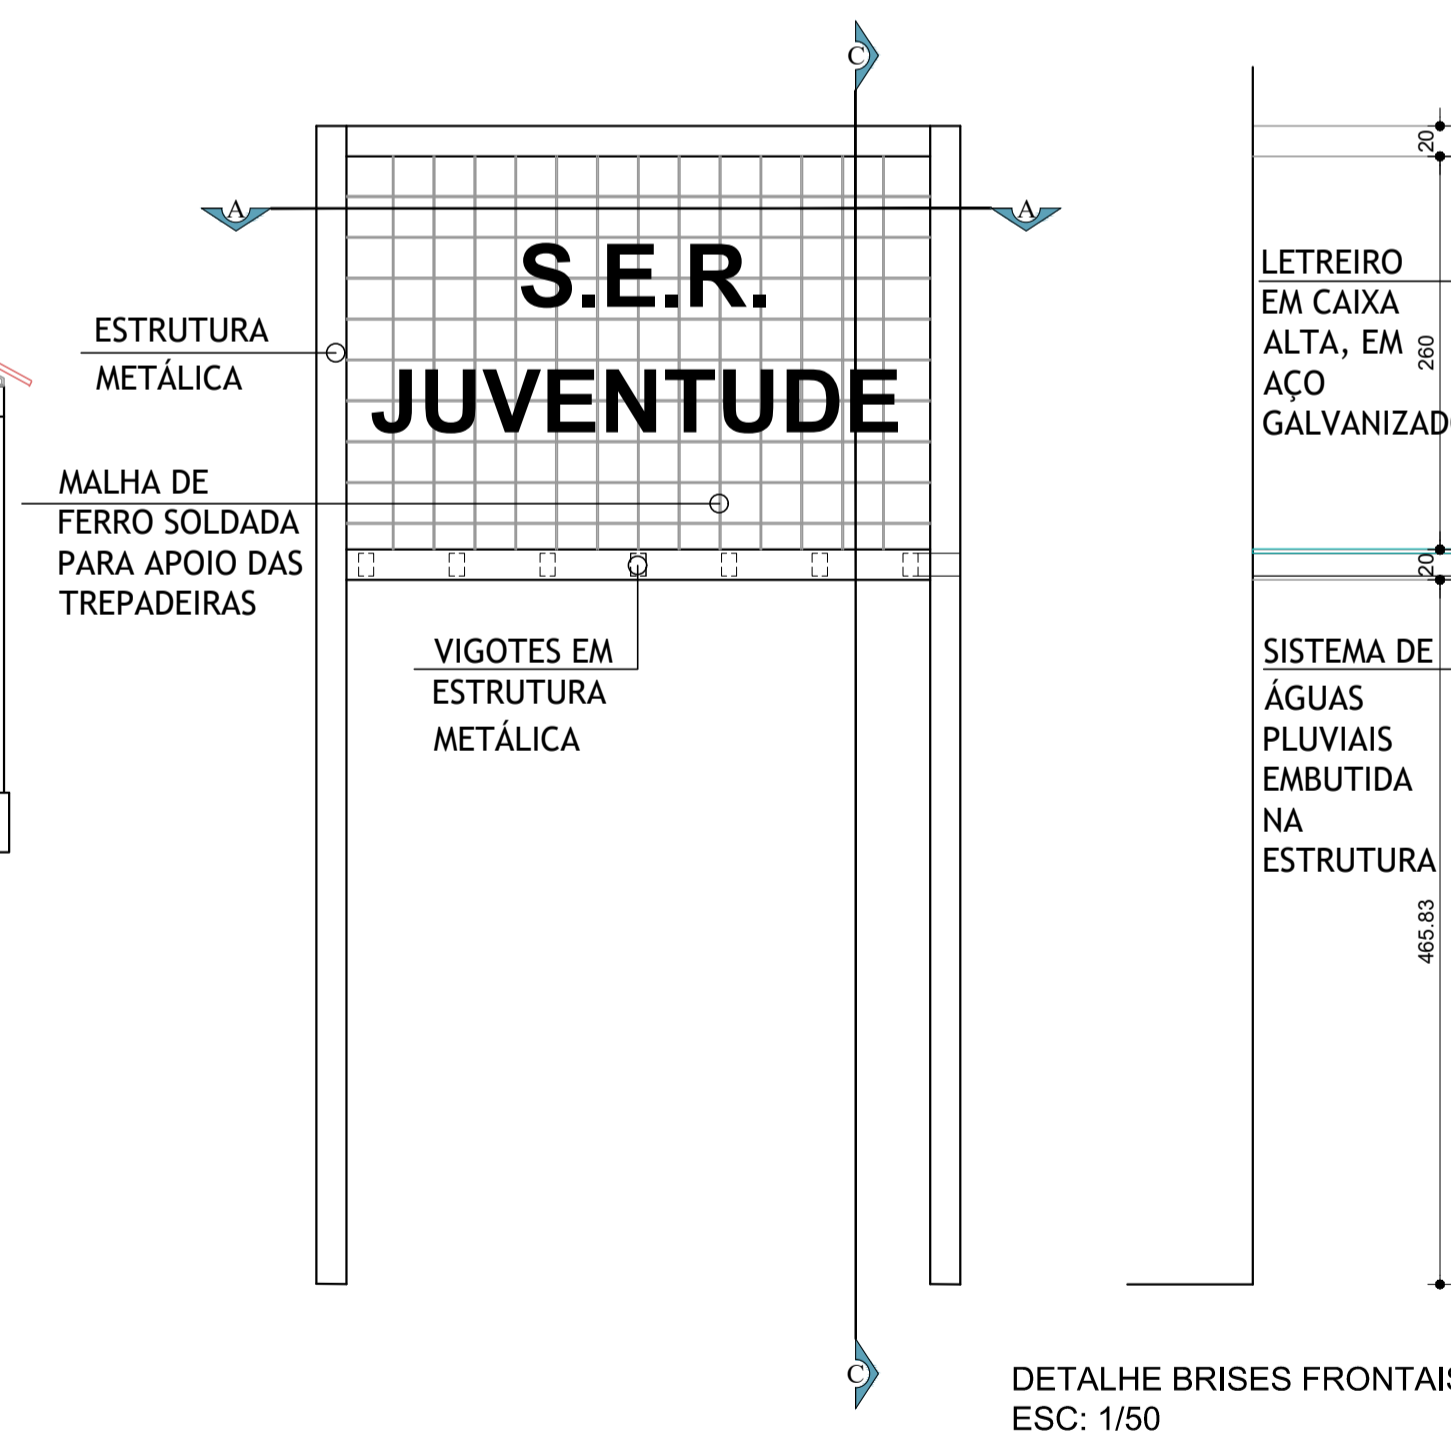 C
20
A
A
S.E.R.
JUVENTUDE
ESTRUTURA
METÁLICA
MALHA DE
FERRO SOLDADA
PARA APOIO DAS
TREPADEIRAS
VIGOTES EM
ESTRUTURA
METÁLICA
LETREIRO
EM CAIXA
ALTA, EM
AÇO
GALVANIZADO
260
20
SISTEMA DE
ÁGUAS
PLUVIAIS
EMBUTIDA
NA
ESTRUTURA
465.83
C
DETALHE BRISES FRONTAIS
ESC: 1/50